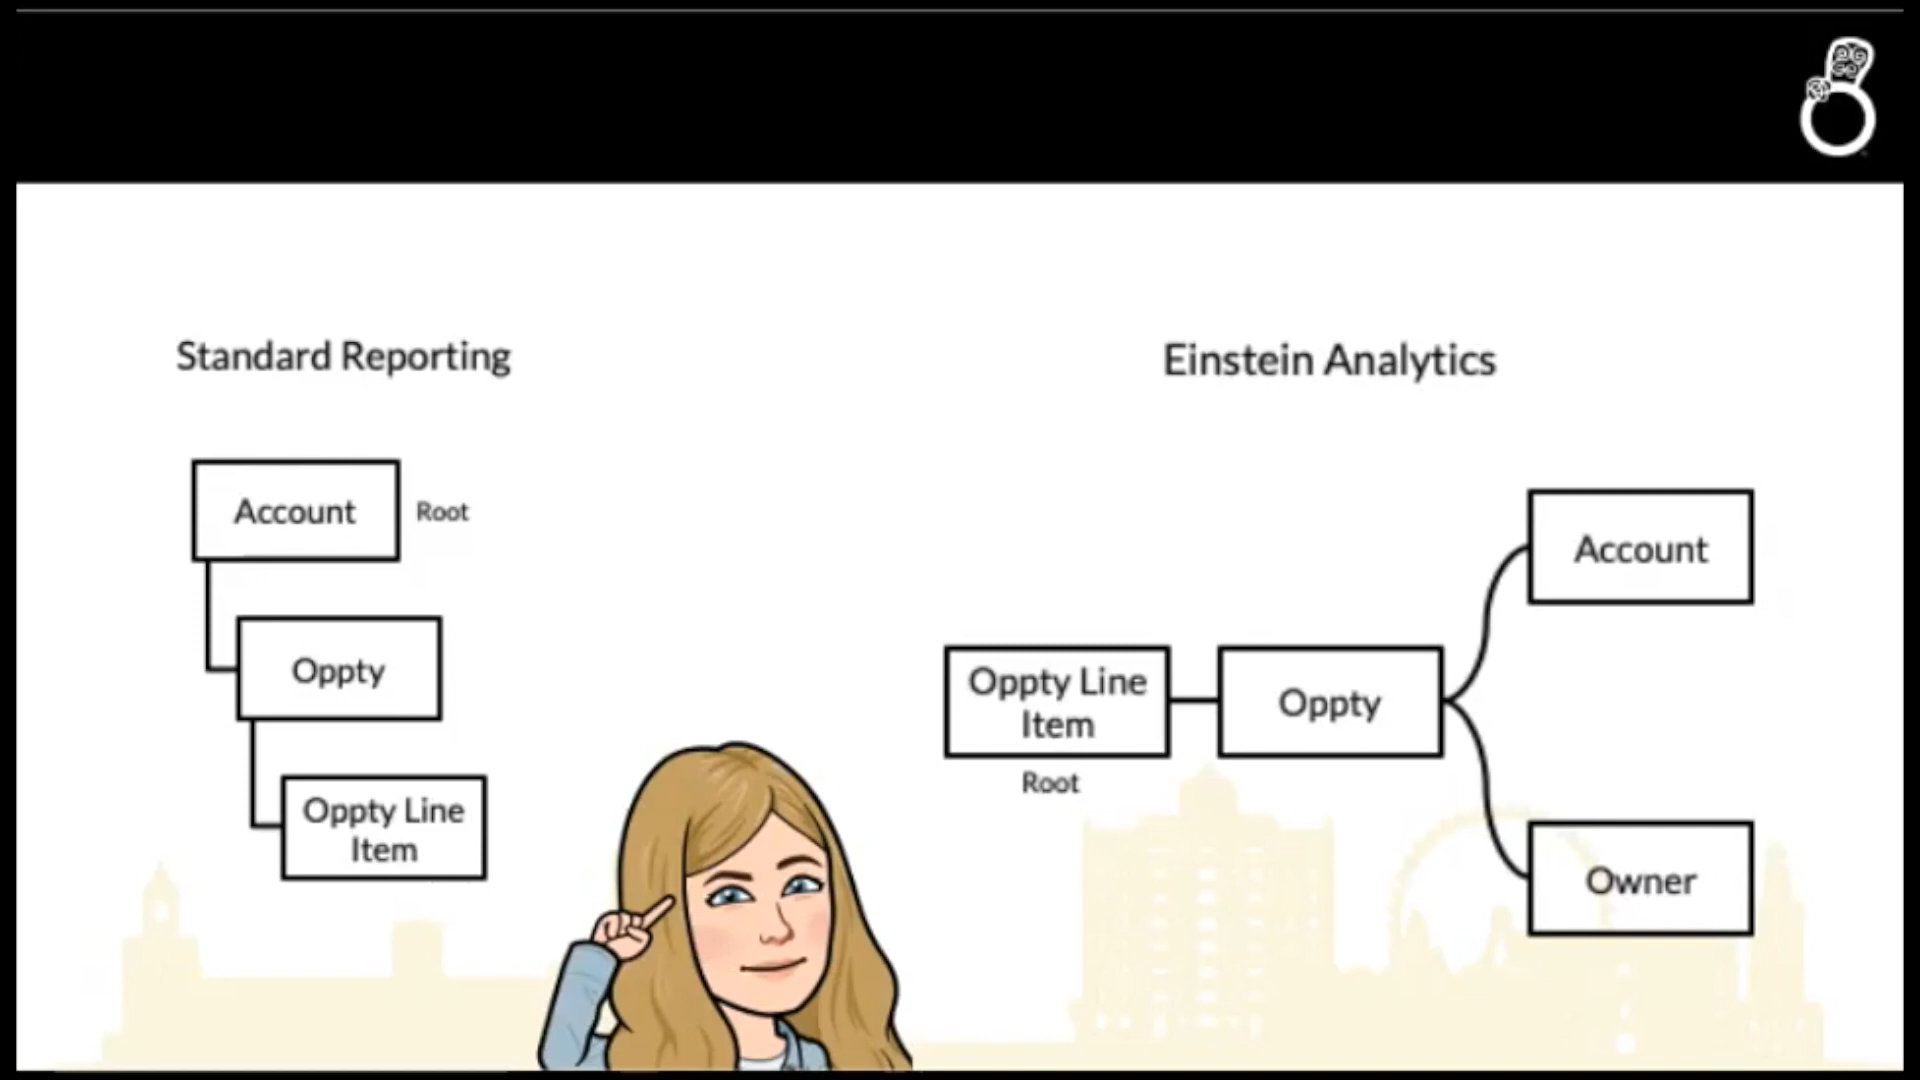 Standard Reporting
Account
Root
Oppty
Oppty Line
Item
Einstein Analytics
Oppty Line
Item
Root
Oppty
Account
Owner